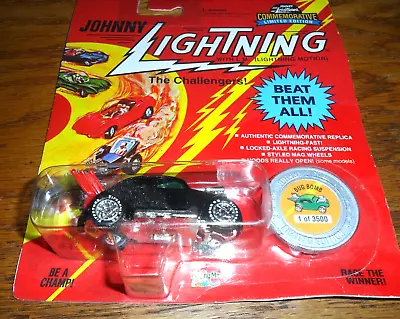 JOHNNY
LIGHTNING
COMMEMORATIVE
LIMITED EDITION
WITH L.M. (LIGHTNING MOTION)
The Challengers!
BEAT
THEM
ALL!
• AUTHENTIC COMMEMORATIVE REPLICA
• LIGHTNING-FAST!
• LOCKED-AXLE RACING SUSPENSION
• STYLED MAG WHEELS
HOODS REALLY OPEN! (some models)
BUG BOMB
1 of 3500
BE A
CHAMP!
RACE THE
WINNER!